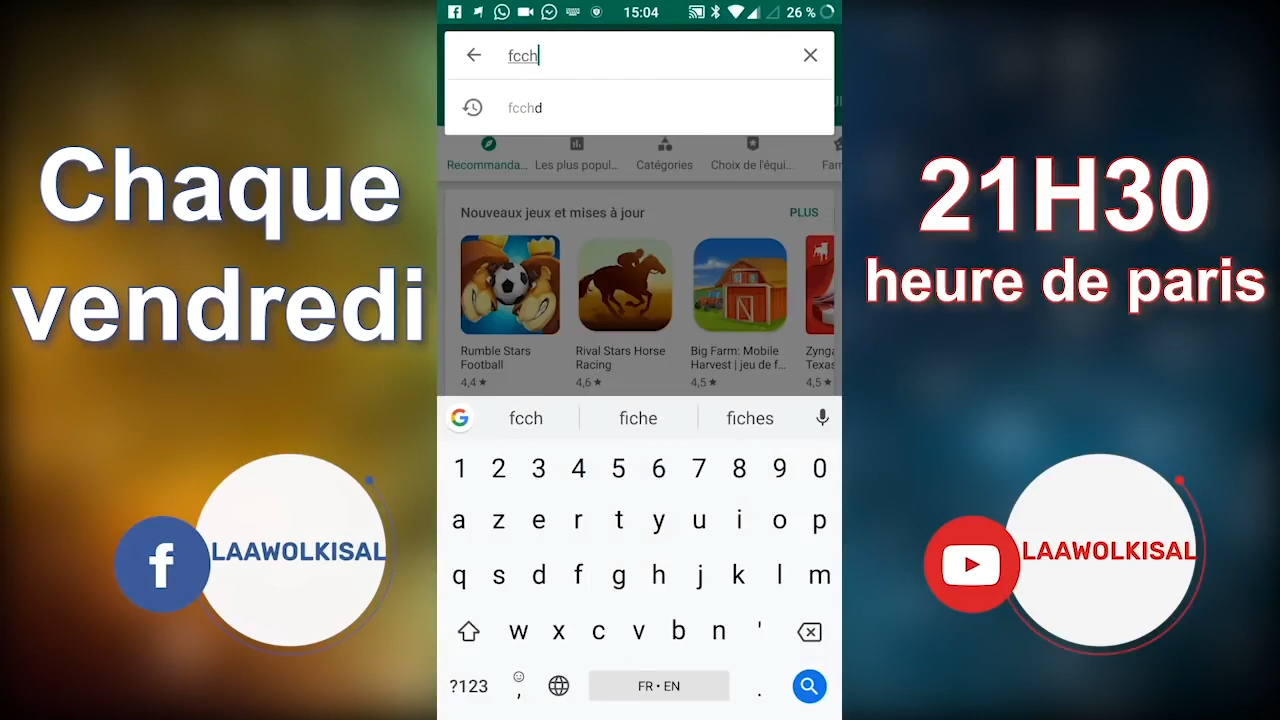 Chaque
vendredi
LAAWOLKISAL
15:04
26 %
fcch
fcchd
Recommanda...
Les plus popul...
Catégories
Choix de l'équi...
Fam
Nouveaux jeux et mises à jour
PLUS
Rumble Stars
Football
4,4 ★
Rival Stars Horse
Racing
4,6 ★
Big Farm: Mobile
Harvest | jeu de f...
4,5 ★
Zynga
Texas
4,5 ★
fcch
fiche
fiches
1 2 3 4 5 6 7 8 9 0
a z e r t y u i o p
q s d f g h j k l m
w x c v b n '
?123 , FR • EN .
21H30
heure de paris
LAAWOLKISAL